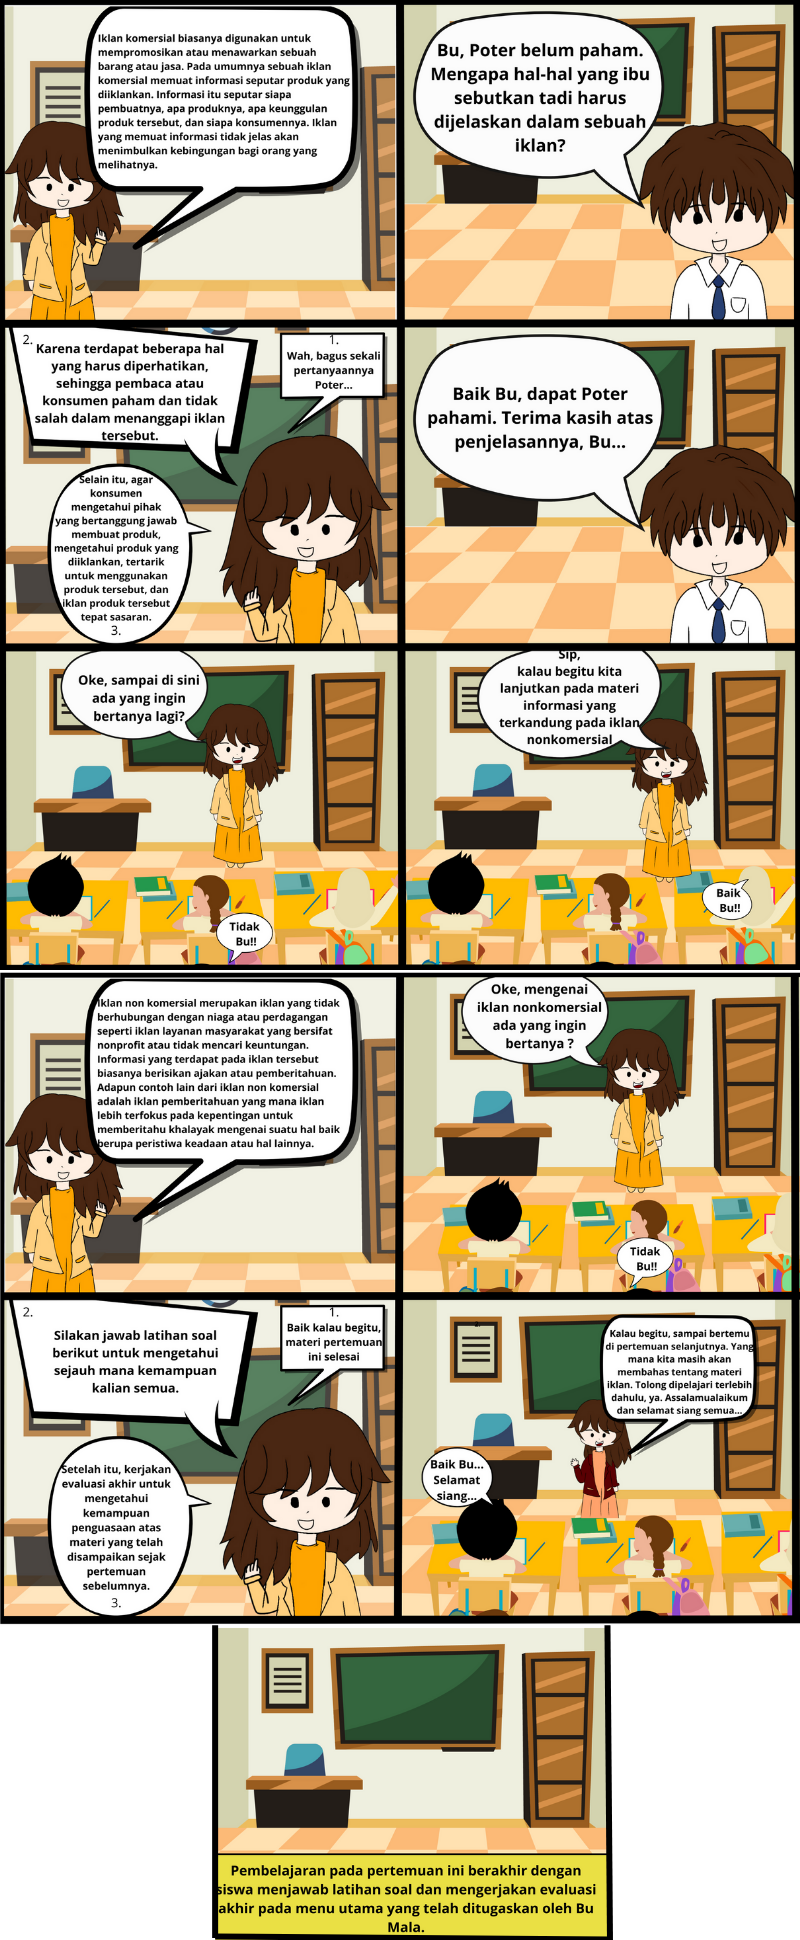 Iklan komersial biasanya digunakan untuk
mempromosikan atau menawarkan sebuah
barang atau jasa. Pada umumnya sebuah iklan
komersial memuat informasi seputar produk yang
diiklankan. Informasi itu seputar siapa
pembuatnya, apa produknya, apa keunggulan
produk tersebut, dan siapa konsumennya. Iklan
yang memuat informasi tidak jelas akan
menimbulkan kebingungan bagi orang yang
melihatnya.
Bu, Poter belum paham.
Mengapa hal-hal yang ibu
sebutkan tadi harus
dijelaskan dalam sebuah
iklan?
1.
Wah, bagus sekali
pertanyaannya
Poter...
2.
Karena terdapat beberapa hal
yang harus diperhatikan,
sehingga pembaca atau
konsumen paham dan tidak
salah dalam menanggapi iklan
tersebut.
Selain itu, agar
konsumen
mengetahui pihak
yang bertanggung jawab
membuat produk,
mengetahui produk yang
diiklankan, tertarik
untuk menggunakan
produk tersebut, dan
iklan produk tersebut
tepat sasaran.
3.
Baik Bu, dapat Poter
pahami. Terima kasih atas
penjelasannya, Bu...
Oke, sampai di sini
ada yang ingin
bertanya lagi?
Tidak
Bu!!
Sip,
kalau begitu kita
lanjutkan pada materi
informasi yang
terkandung pada iklan
nonkomersial
Baik
Bu!!
Iklan non komersial merupakan iklan yang tidak
berhubungan dengan niaga atau perdagangan
seperti iklan layanan masyarakat yang bersifat
nonprofit atau tidak mencari keuntungan.
Informasi yang terdapat pada iklan tersebut
biasanya berisikan ajakan atau pemberitahuan.
Adapun contoh lain dari iklan non komersial
adalah iklan pemberitahuan yang mana iklan
lebih terfokus pada kepentingan untuk
memberitahu khalayak mengenai suatu hal baik
berupa peristiwa keadaan atau hal lainnya.
Oke, mengenai
iklan nonkomersial
ada yang ingin
bertanya ?
Tidak
Bu!!
1.
Baik kalau begitu,
materi pertemuan
ini selesai
2.
Silakan jawab latihan soal
berikut untuk mengetahui
sejauh mana kemampuan
kalian semua.
Setelah itu, kerjakan
evaluasi akhir untuk
mengetahui
kemampuan
penguasaan atas
materi yang telah
disampaikan sejak
pertemuan
sebelumnya.
3.
Kalau begitu, sampai bertemu
di pertemuan selanjutnya. Yang
mana kita masih akan
membahas tentang materi
iklan. Tolong dipelajari terlebih
dahulu, ya. Assalamualaikum
dan selamat siang semua...
Baik Bu...
Selamat
siang...
Pembelajaran pada pertemuan ini berakhir dengan
siswa menjawab latihan soal dan mengerjakan evaluasi
akhir pada menu utama yang telah ditugaskan oleh Bu
Mala.